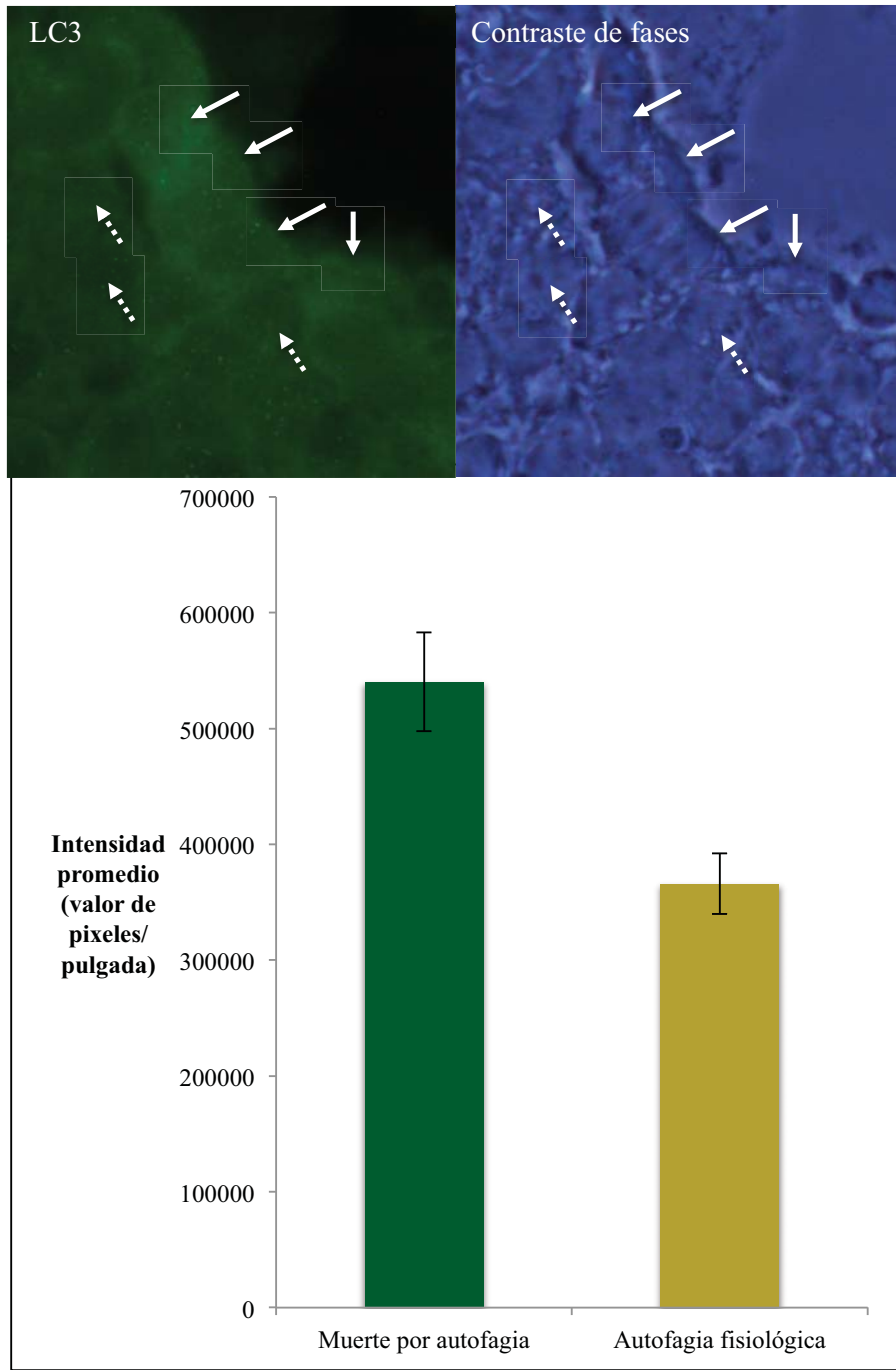 LC3
Contraste de fases
700000
600000
500000
400000
300000
200000
100000
0
Intensidad
promedio
(valor de
pixeles/
pulgada)
Muerte por autofagia
Autofagia fisiológica